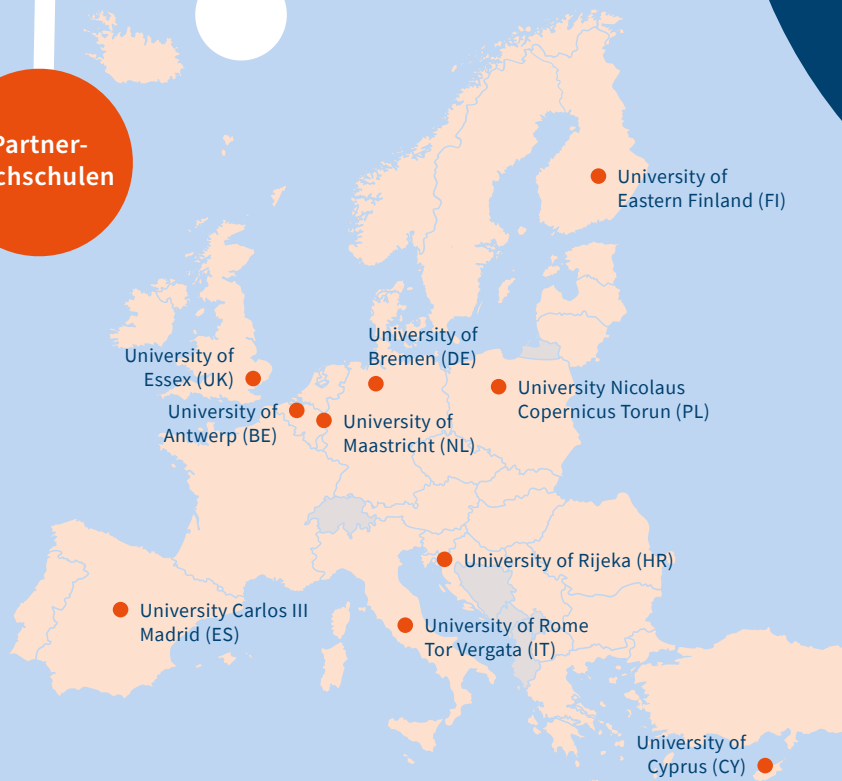 Partner-
chschulen
University of
Eastern Finland (FI)
University of
Bremen (DE)
University of
Essex (UK)
University Nicolaus
Copernicus Torun (PL)
University of
Antwerp (BE)
University of
Maastricht (NL)
University of Rijeka (HR)
University Carlos III
Madrid (ES)
University of Rome
Tor Vergata (IT)
University of
Cyprus (CY)